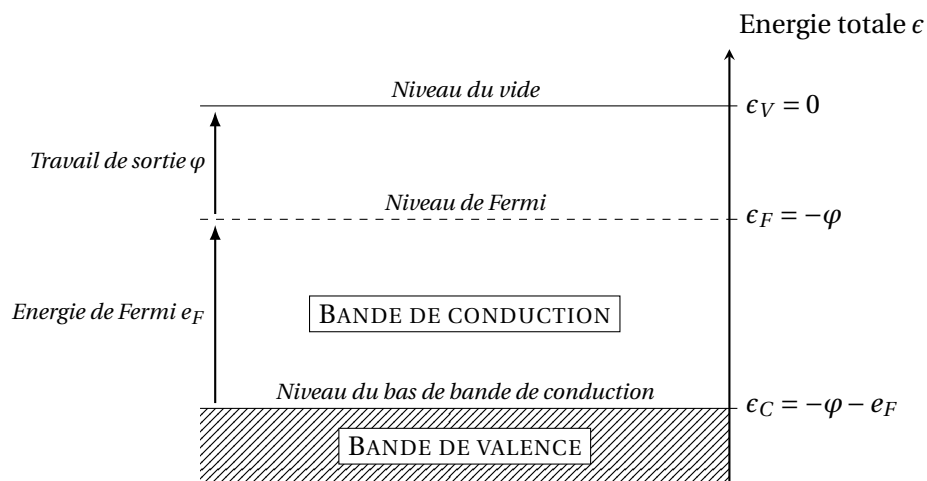 Energie totale ϵ
Niveau du vide
ϵ_V = 0
Travail de sortie φ
Niveau de Fermi
ϵ_F = −φ
Energie de Fermi e_F
BANDE DE CONDUCTION
Niveau du bas de bande de conduction
ϵ_C = −φ − e_F
BANDE DE VALENCE